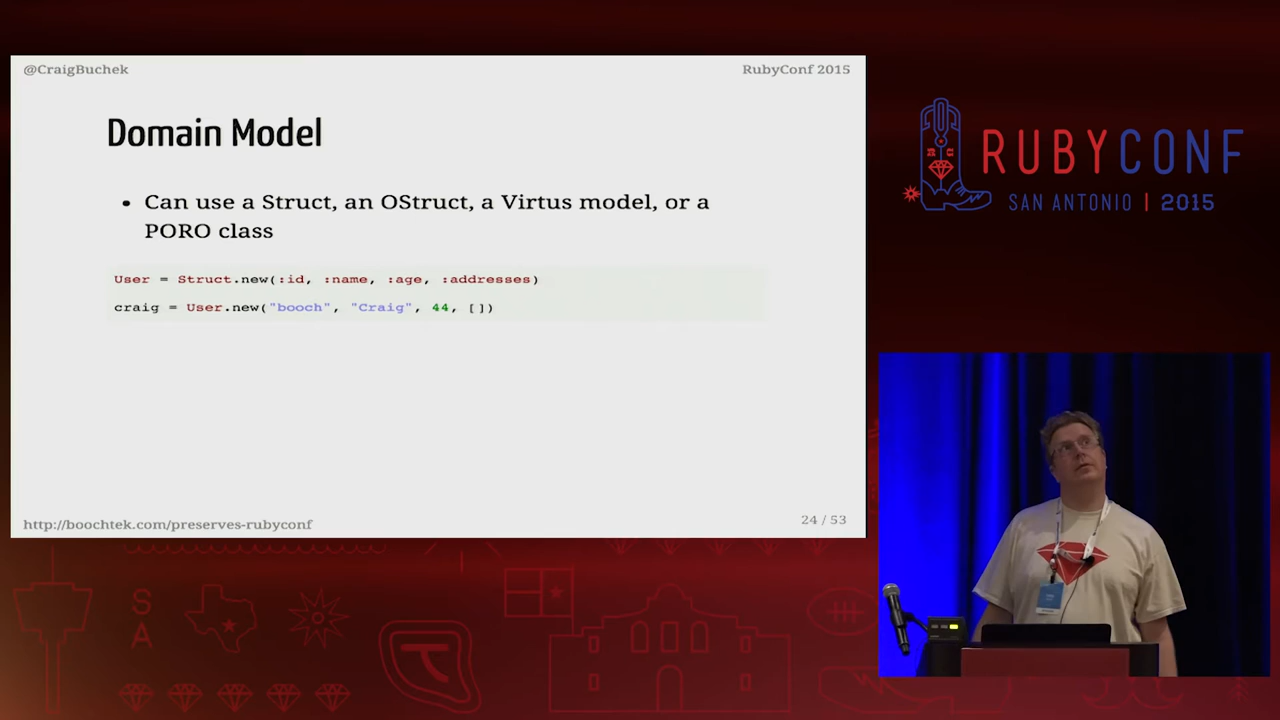 @CraigBuchek
RubyConf 2015
Domain Model
• Can use a Struct, an OStruct, a Virtus model, or a
PORO class
User = Struct.new(:id, :name, :age, :addresses)
craig = User.new("booch", "Craig", 44, [])
http://boochtek.com/preserves-rubyconf
24 / 53
RUBYCONF
SAN ANTONIO | 2015
S
A